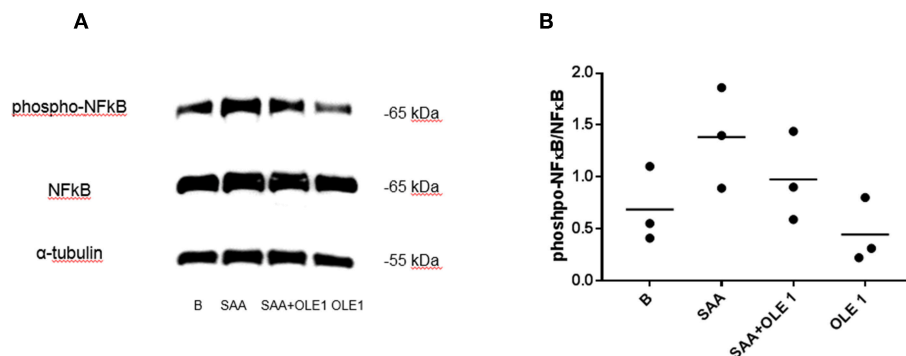 A
phospho-NFkB
-65 kDa
NFkB
-65 kDa
α-tubulin
-55 kDa
B SAA SAA+OLE1 OLE1
B
phoshpo-NFκB/NFκB
2.0
1.5
1.0
0.5
0.0
B
SAA
SAA+OLE 1
OLE 1